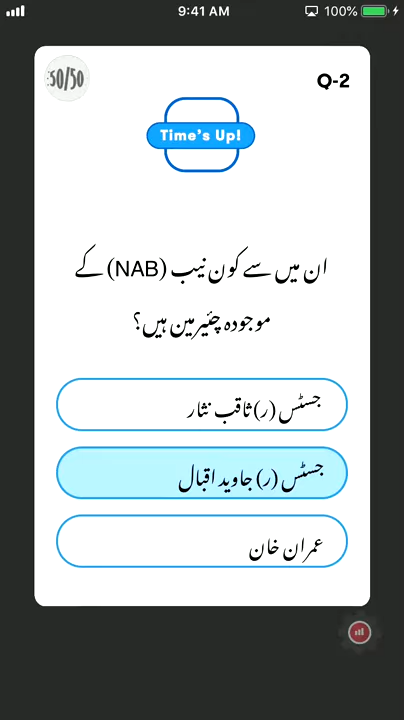 9:41 AM
100%
50/50
Q-2
Time's Up!
ان میں سے کون نیب (NAB) کے
موجودہ چئیرمین ہیں؟
جسٹس (ر) ثاقب نثار
جسٹس (ر) جاوید اقبال
عمران خان